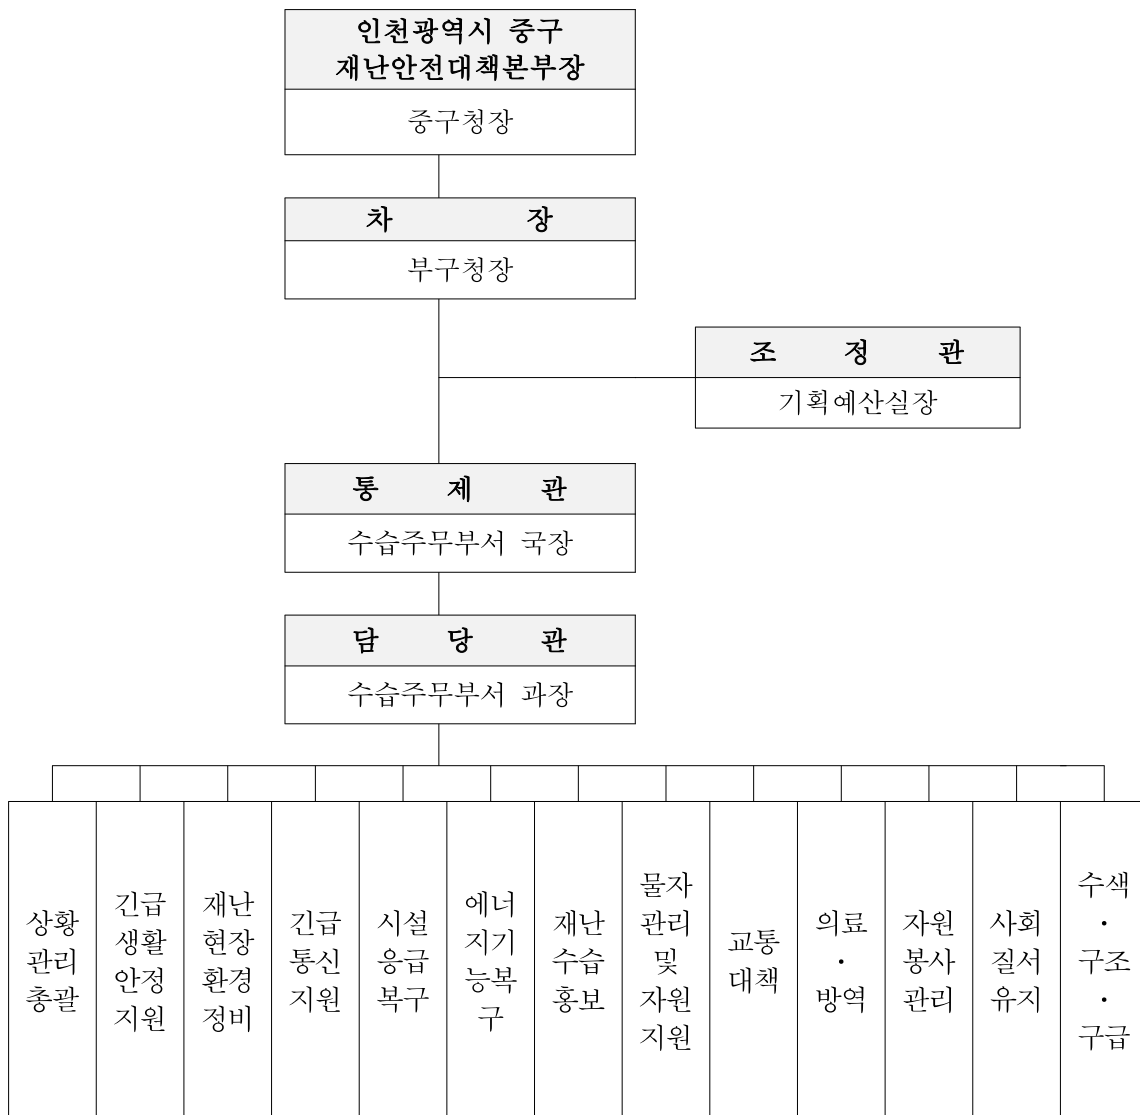 인천광역시 중구
재난안전대책본부장
중구청장
차 장
부구청장
조 정 관
기획예산실장
통 제 관
수습주무부서 국장
담 당 관
수습주무부서 과장
상황
관리
총괄
긴급
생활
안정
지원
재난
현장
환경
정비
긴급
통신
지원
시설
응급
복구
에너
지기
능복
구
재난
수습
홍보
물자
관리
및
자원
지원
교통
대책
의료
·
방역
자원
봉사
관리
사회
질서
유지
수색
·
구조
·
구급